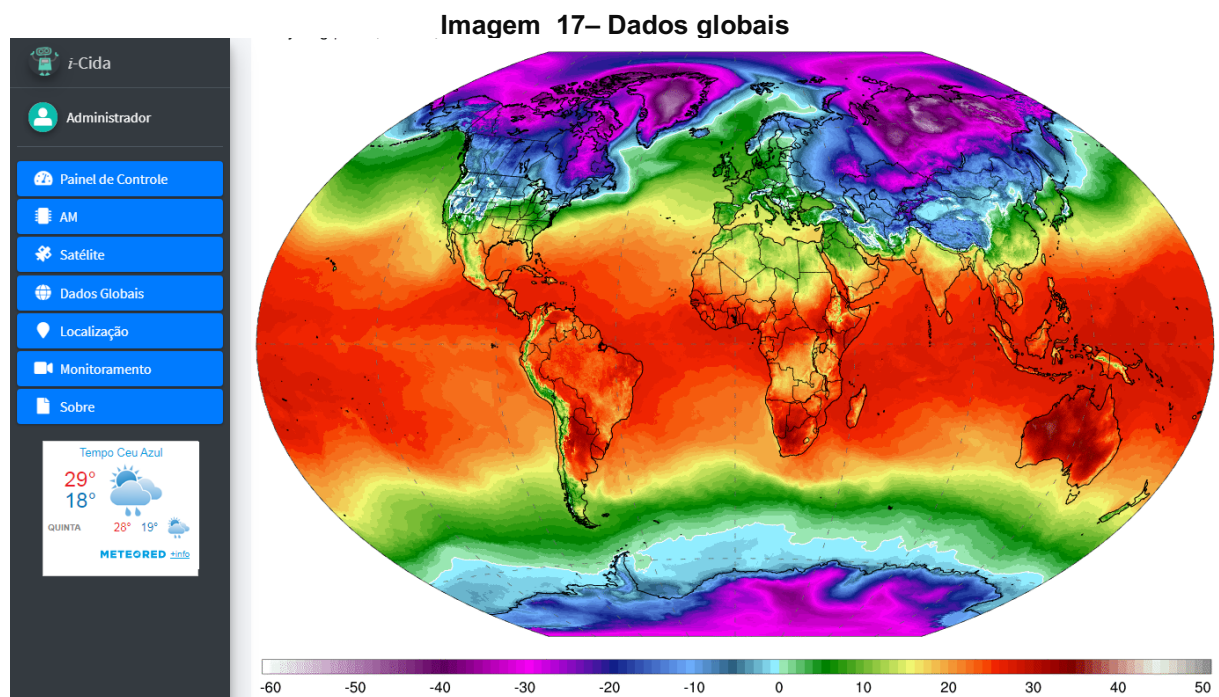 Imagem 17– Dados globais
i-Cida
Administrador
Painel de Controle
AM
Satélite
Dados Globais
Localização
Monitoramento
Sobre
Tempo Ceu Azul
29°
18°
QUINTA 28° 19°
METEORED +info
-60 -50 -40 -30 -20 -10 0 10 20 30 40 50